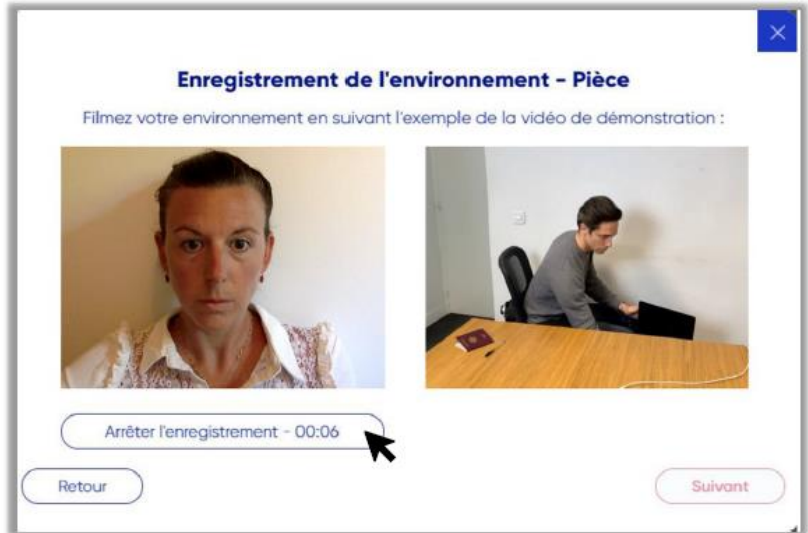 Enregistrement de l'environnement - Pièce
Filmez votre environnement en suivant l'exemple de la vidéo de démonstration :
Arrêter l'enregistrement - 00:06
Retour
Suivant